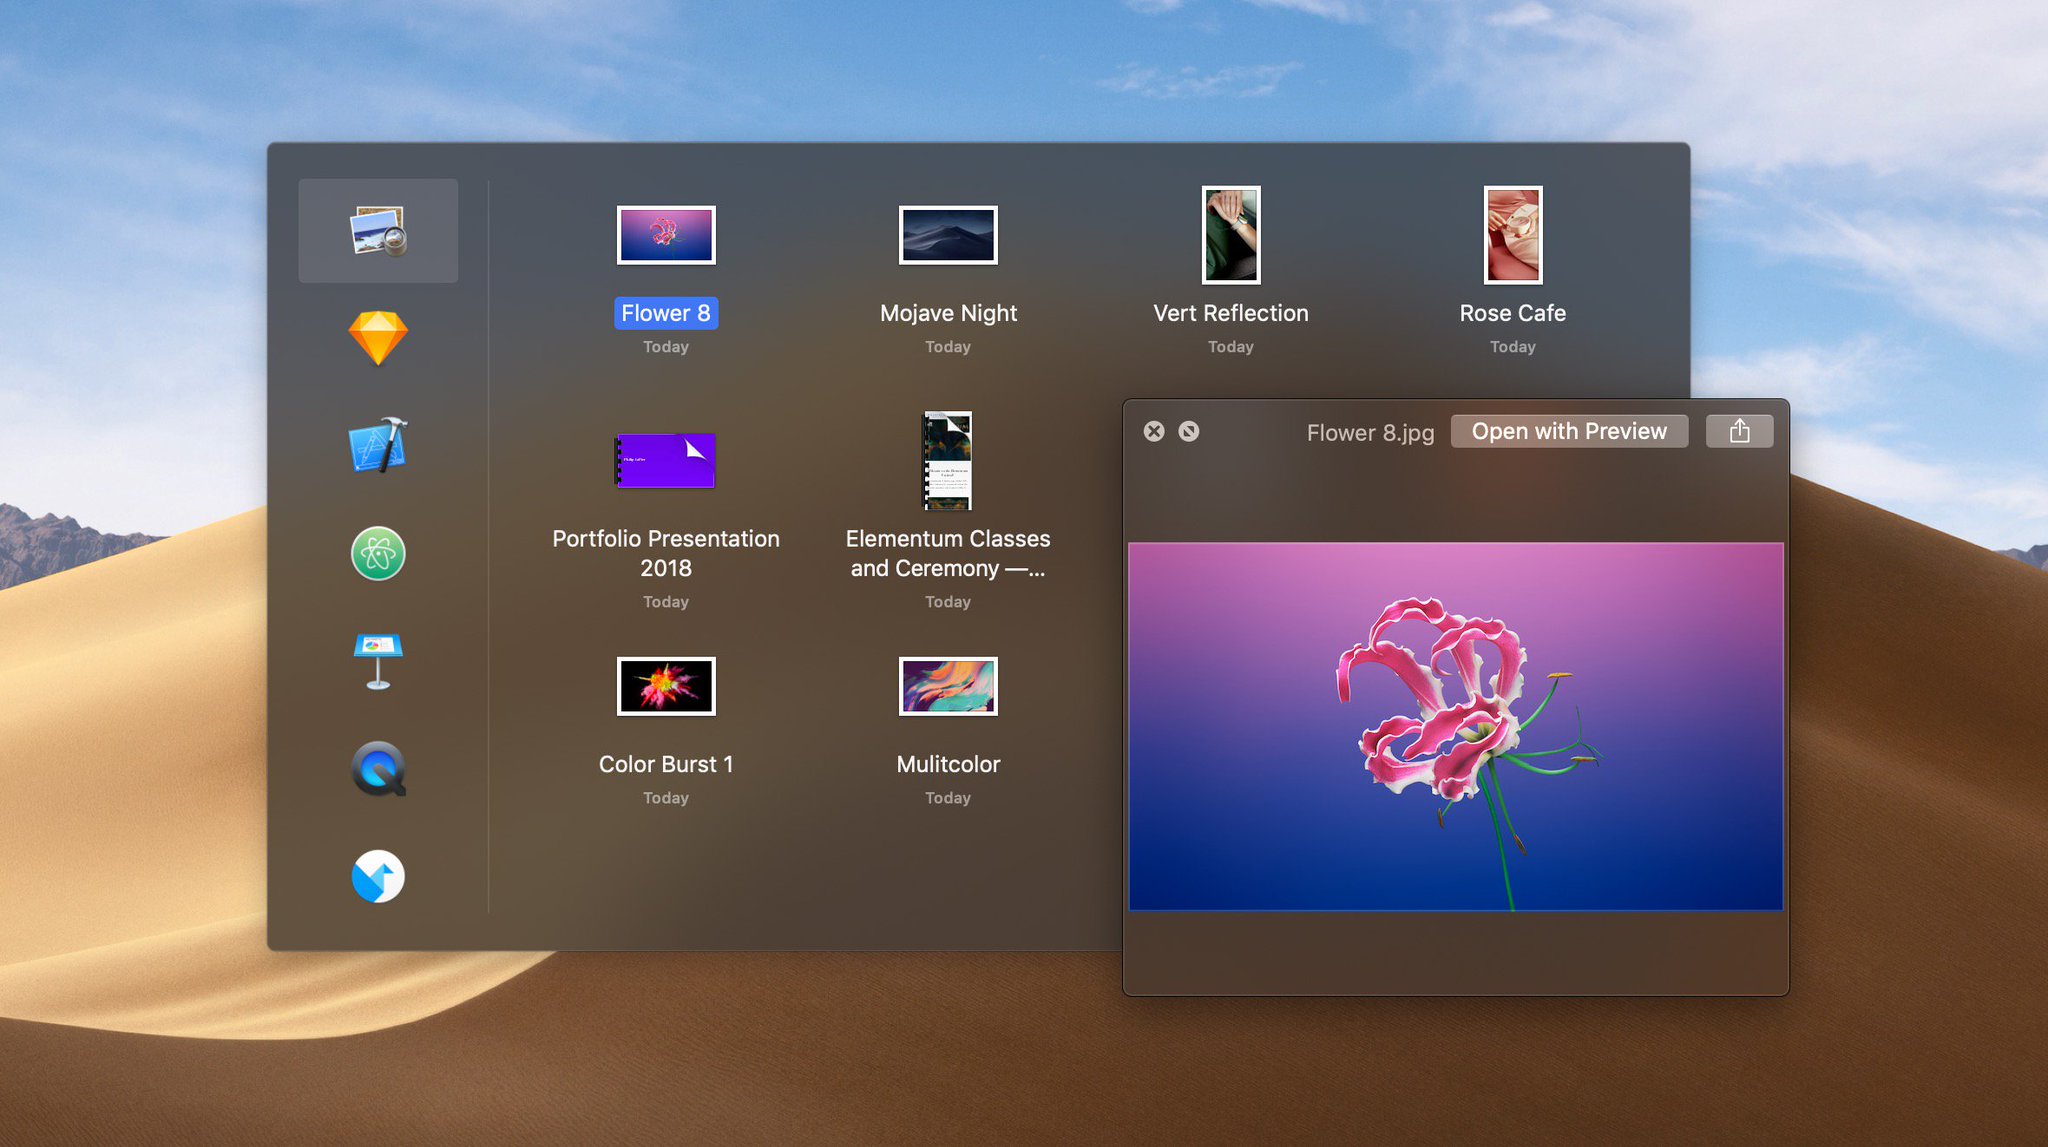 Flower 8
Today
Mojave Night
Today
Vert Reflection
Today
Rose Cafe
Today
Portfolio Presentation
2018
Today
Elementum Classes
and Ceremony —...
Today
Color Burst 1
Today
Mulitcolor
Today
Flower 8.jpg
Open with Preview